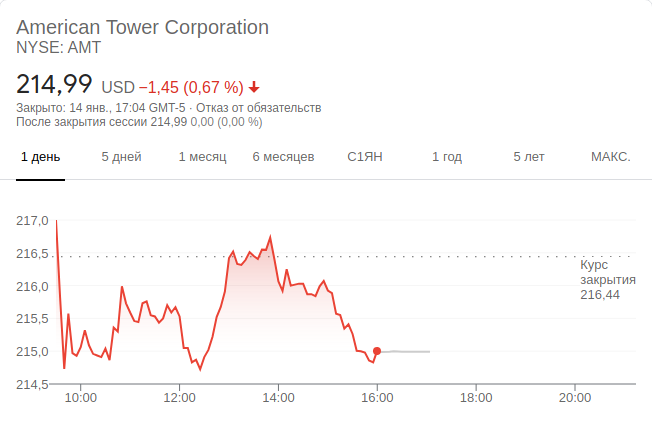 American Tower Corporation
NYSE: AMT
214,99 USD −1,45 (0,67 %)
Закрыто: 14 янв., 17:04 GMT-5 · Отказ от обязательств
После закрытия сессии 214,99 0,00 (0,00 %)
1 день 5 дней 1 месяц 6 месяцев С1ЯН 1 год 5 лет МАКС.
217,0
216,5
Курс
закрытия
216,44
216,0
215,5
215,0
214,5
10:00 12:00 14:00 16:00 18:00 20:00